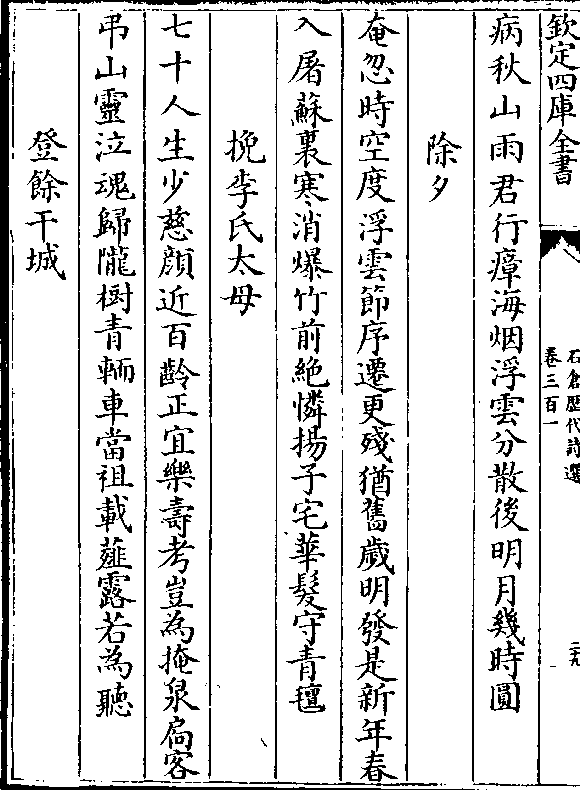 欽定四庫全書
石倉歷代詩選
卷三百一
二九
病秋山雨君行瘴海烟浮雲分散後明月幾時圓
除夕
奄忽時空度浮雲節序遷更殘猶舊歲明發是新年春
入屠蘇裏寒消爆竹前絶憐揚子宅華髮守青氊
挽李氏太母
七十人生少慈顔近百齡正宜樂壽考豈為掩泉扃客
弔山靈泣魂歸隴樹青輀車當祖載薤露若為聽
登餘干城